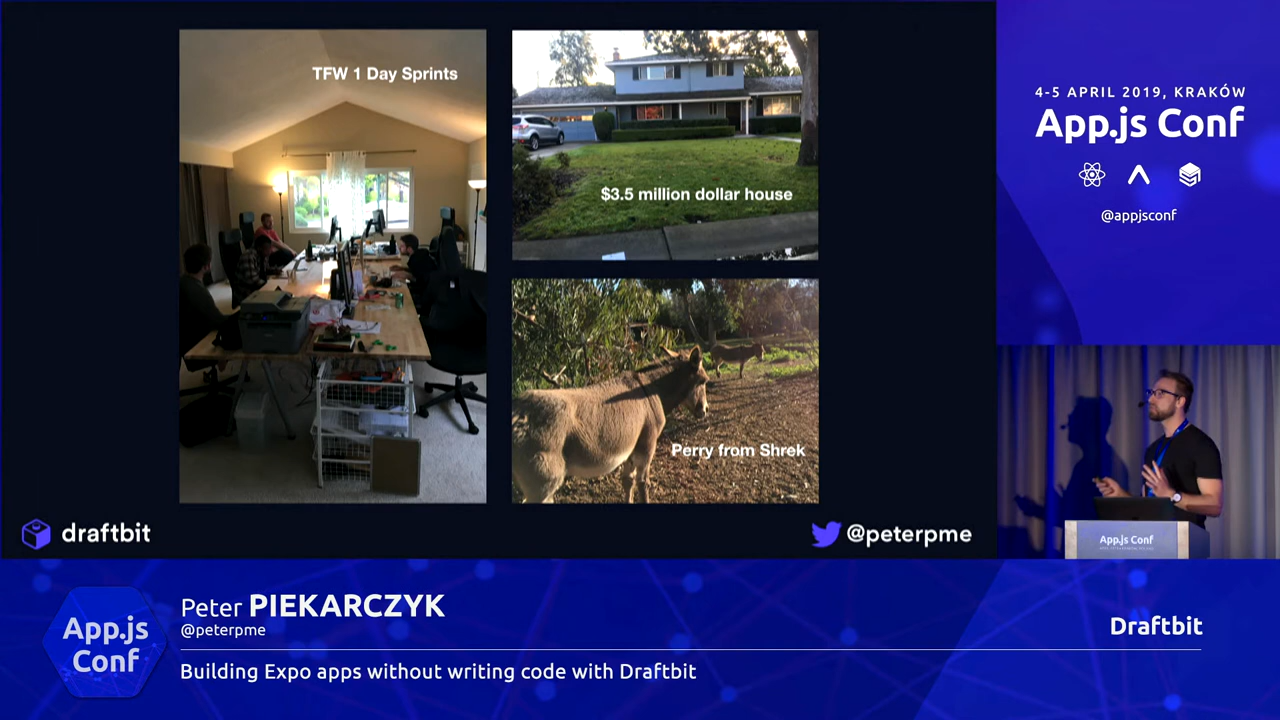 TFW 1 Day Sprints
$3.5 million dollar house
Perry from Shrek
draftbit
@peterpme
4-5 APRIL 2019, KRAKÓW
App.js Conf
@appjsconf
App.js Conf
App.js
Conf
Peter PIEKARCZYK
@peterpme
Building Expo apps without writing code with Draftbit
Draftbit